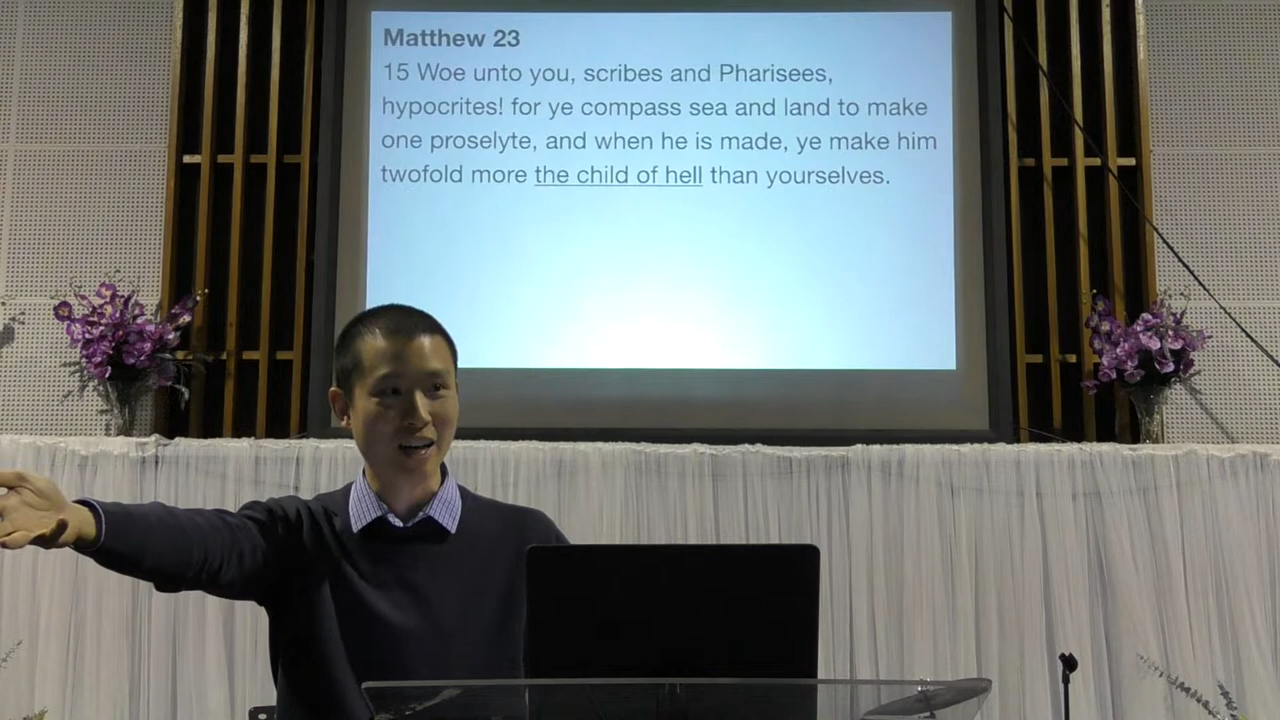 Matthew 23
15 Woe unto you, scribes and Pharisees,
hypocrites! for ye compass sea and land to make
one proselyte, and when he is made, ye make him
twofold more the child of hell than yourselves.